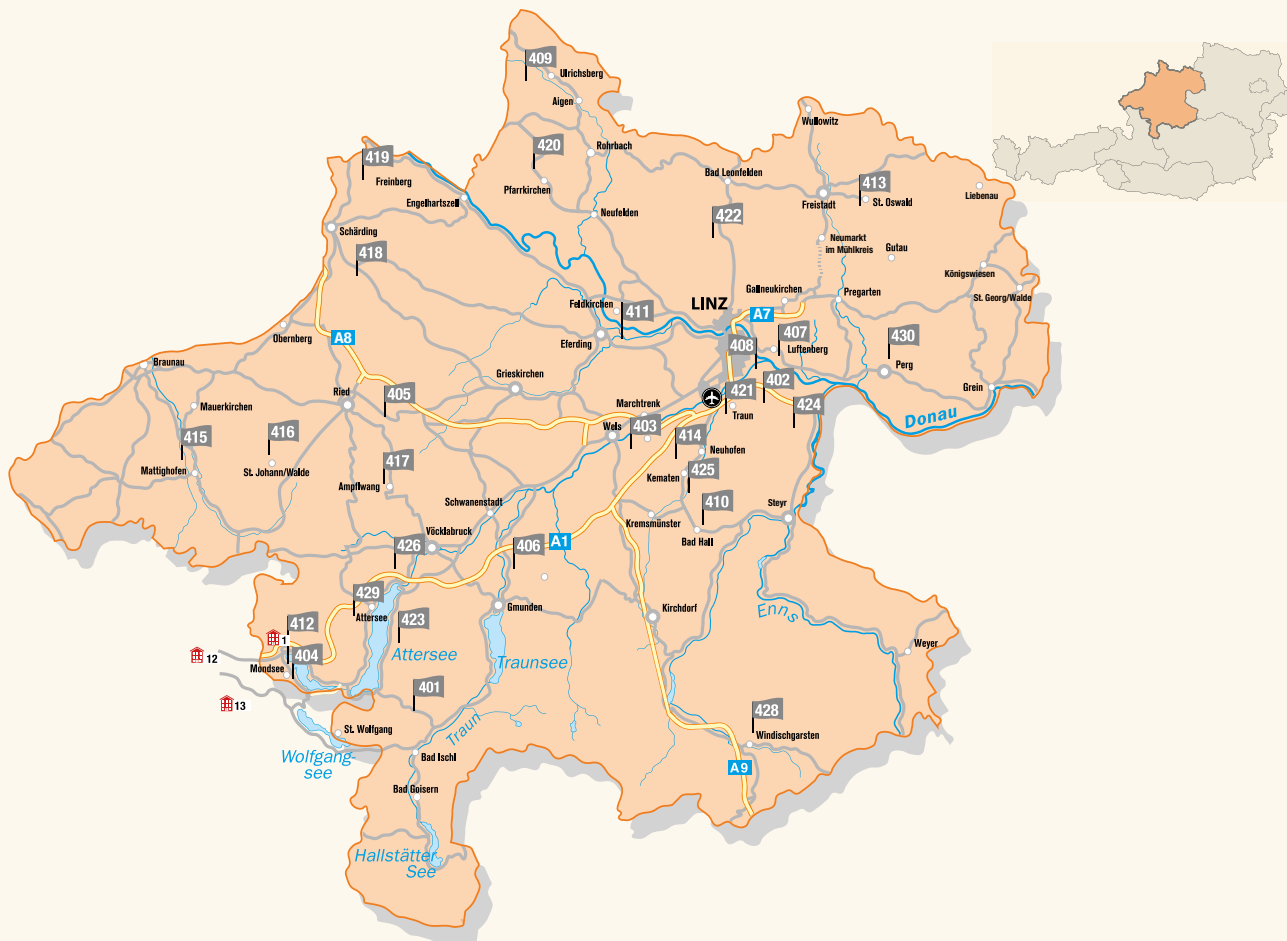 409
Ulrichsberg
Aigen
Wullowitz
420
Rohrbach
419
Freinberg
Pfarrkirchen
Bad Leonfelden
413
Liebenau
Engelhartszell
Freistadt
St. Oswald
Neufelden
422
Schärding
418
Neumarkt
im Mühlkreis
Gutau
Königswiesen
Gallneukirchen
Pregarten
St. Georg/Walde
Feldkirchen
411
LINZ
A7
407
Obernberg
A8
Eferding
408
Luftenberg
430
Braunau
Perg
Grieskirchen
402
Grein
Ried
405
421
Mauerkirchen
Marchtrenk
Traun
424
Donau
415
416
Wels
403
414
Neuhofen
Mattighofen
St. Johann/Walde
417
Kematen
425
Ampflwang
Schwanenstadt
410
Steyr
Kremsmünster
Vöcklabruck
Bad Hall
426
406
A1
429
Gmunden
Attersee
Kirchdorf
Enns
412
423
1
Weyer
12
404
Attersee
Traunsee
Mondsee
13
401
428
St. Wolfgang
Traun
Windischgarsten
Wolfgang-
see
Bad Ischl
A9
Bad Goisern
Hallstätter
See